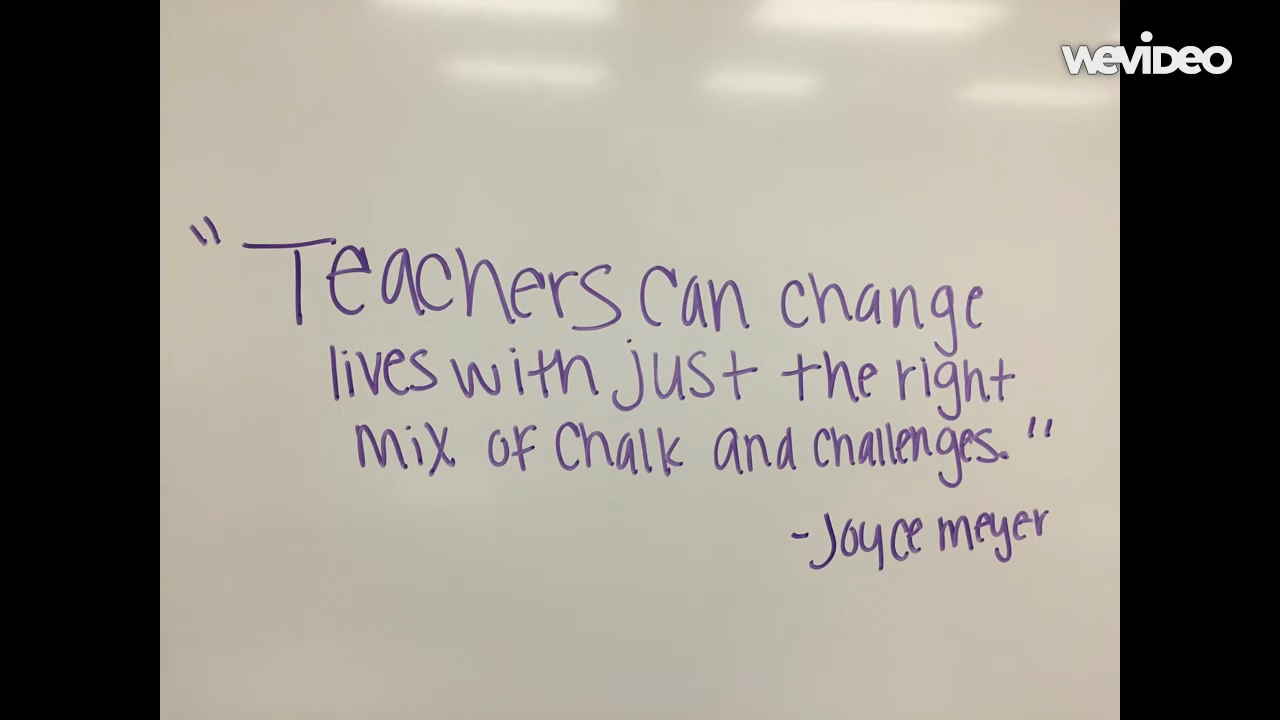 WEVIDEO
"Teachers can change
lives with just the right
mix of Chalk and challenges."
-Joyce meyer